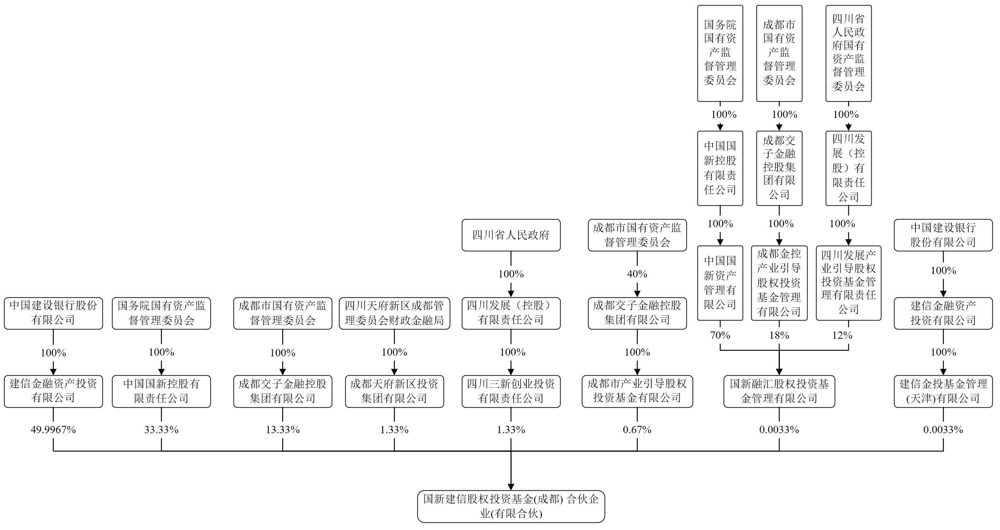 国务院
国有资
产监
督管理
委员会
成都市
国有资
产监
督管理
委员会
四川省
人民政
府国有
资产监
督管理
委员会
100%
100%
100%
中国国
新控股
有限责
任公司
成都交
子金融
控股集
团有限
公司
四川发
展（控
股）有
限责任
公司
100%
100%
100%
四川省人民政府
成都市国有资产监
督管理委员会
中国建设银行
股份有限公司
100%
40%
100%
中国国
新资产
管理有
限公司
成都金控
产业引导
股权投资
基金管理
有限公司
四川发展产
业引导股权
投资基金管
理有限责任
公司
中国建设银行股份
有限公司
国务院国有资产监
督管理委员会
成都市国有资产监
督管理委员会
四川天府新区成都管
理委员会财政金融局
四川发展（控股）
有限责任公司
成都交子金融控股
集团有限公司
建信金融资产
投资有限公司
70%
18%
12%
100%
100%
100%
100%
100%
100%
100%
建信金融资产投资
有限公司
中国国新控股有
限责任公司
成都交子金融控股
集团有限公司
成都天府新区投资
集团有限公司
四川三新创业投资
有限责任公司
成都市产业引导股权
投资基金有限公司
国新融汇股权投资基
金管理有限公司
建信金投基金管理
(天津)有限公司
49.9967%
33.33%
13.33%
1.33%
1.33%
0.67%
0.0033%
0.0033%
国新建信股权投资基金(成都) 合伙企
业(有限合伙)